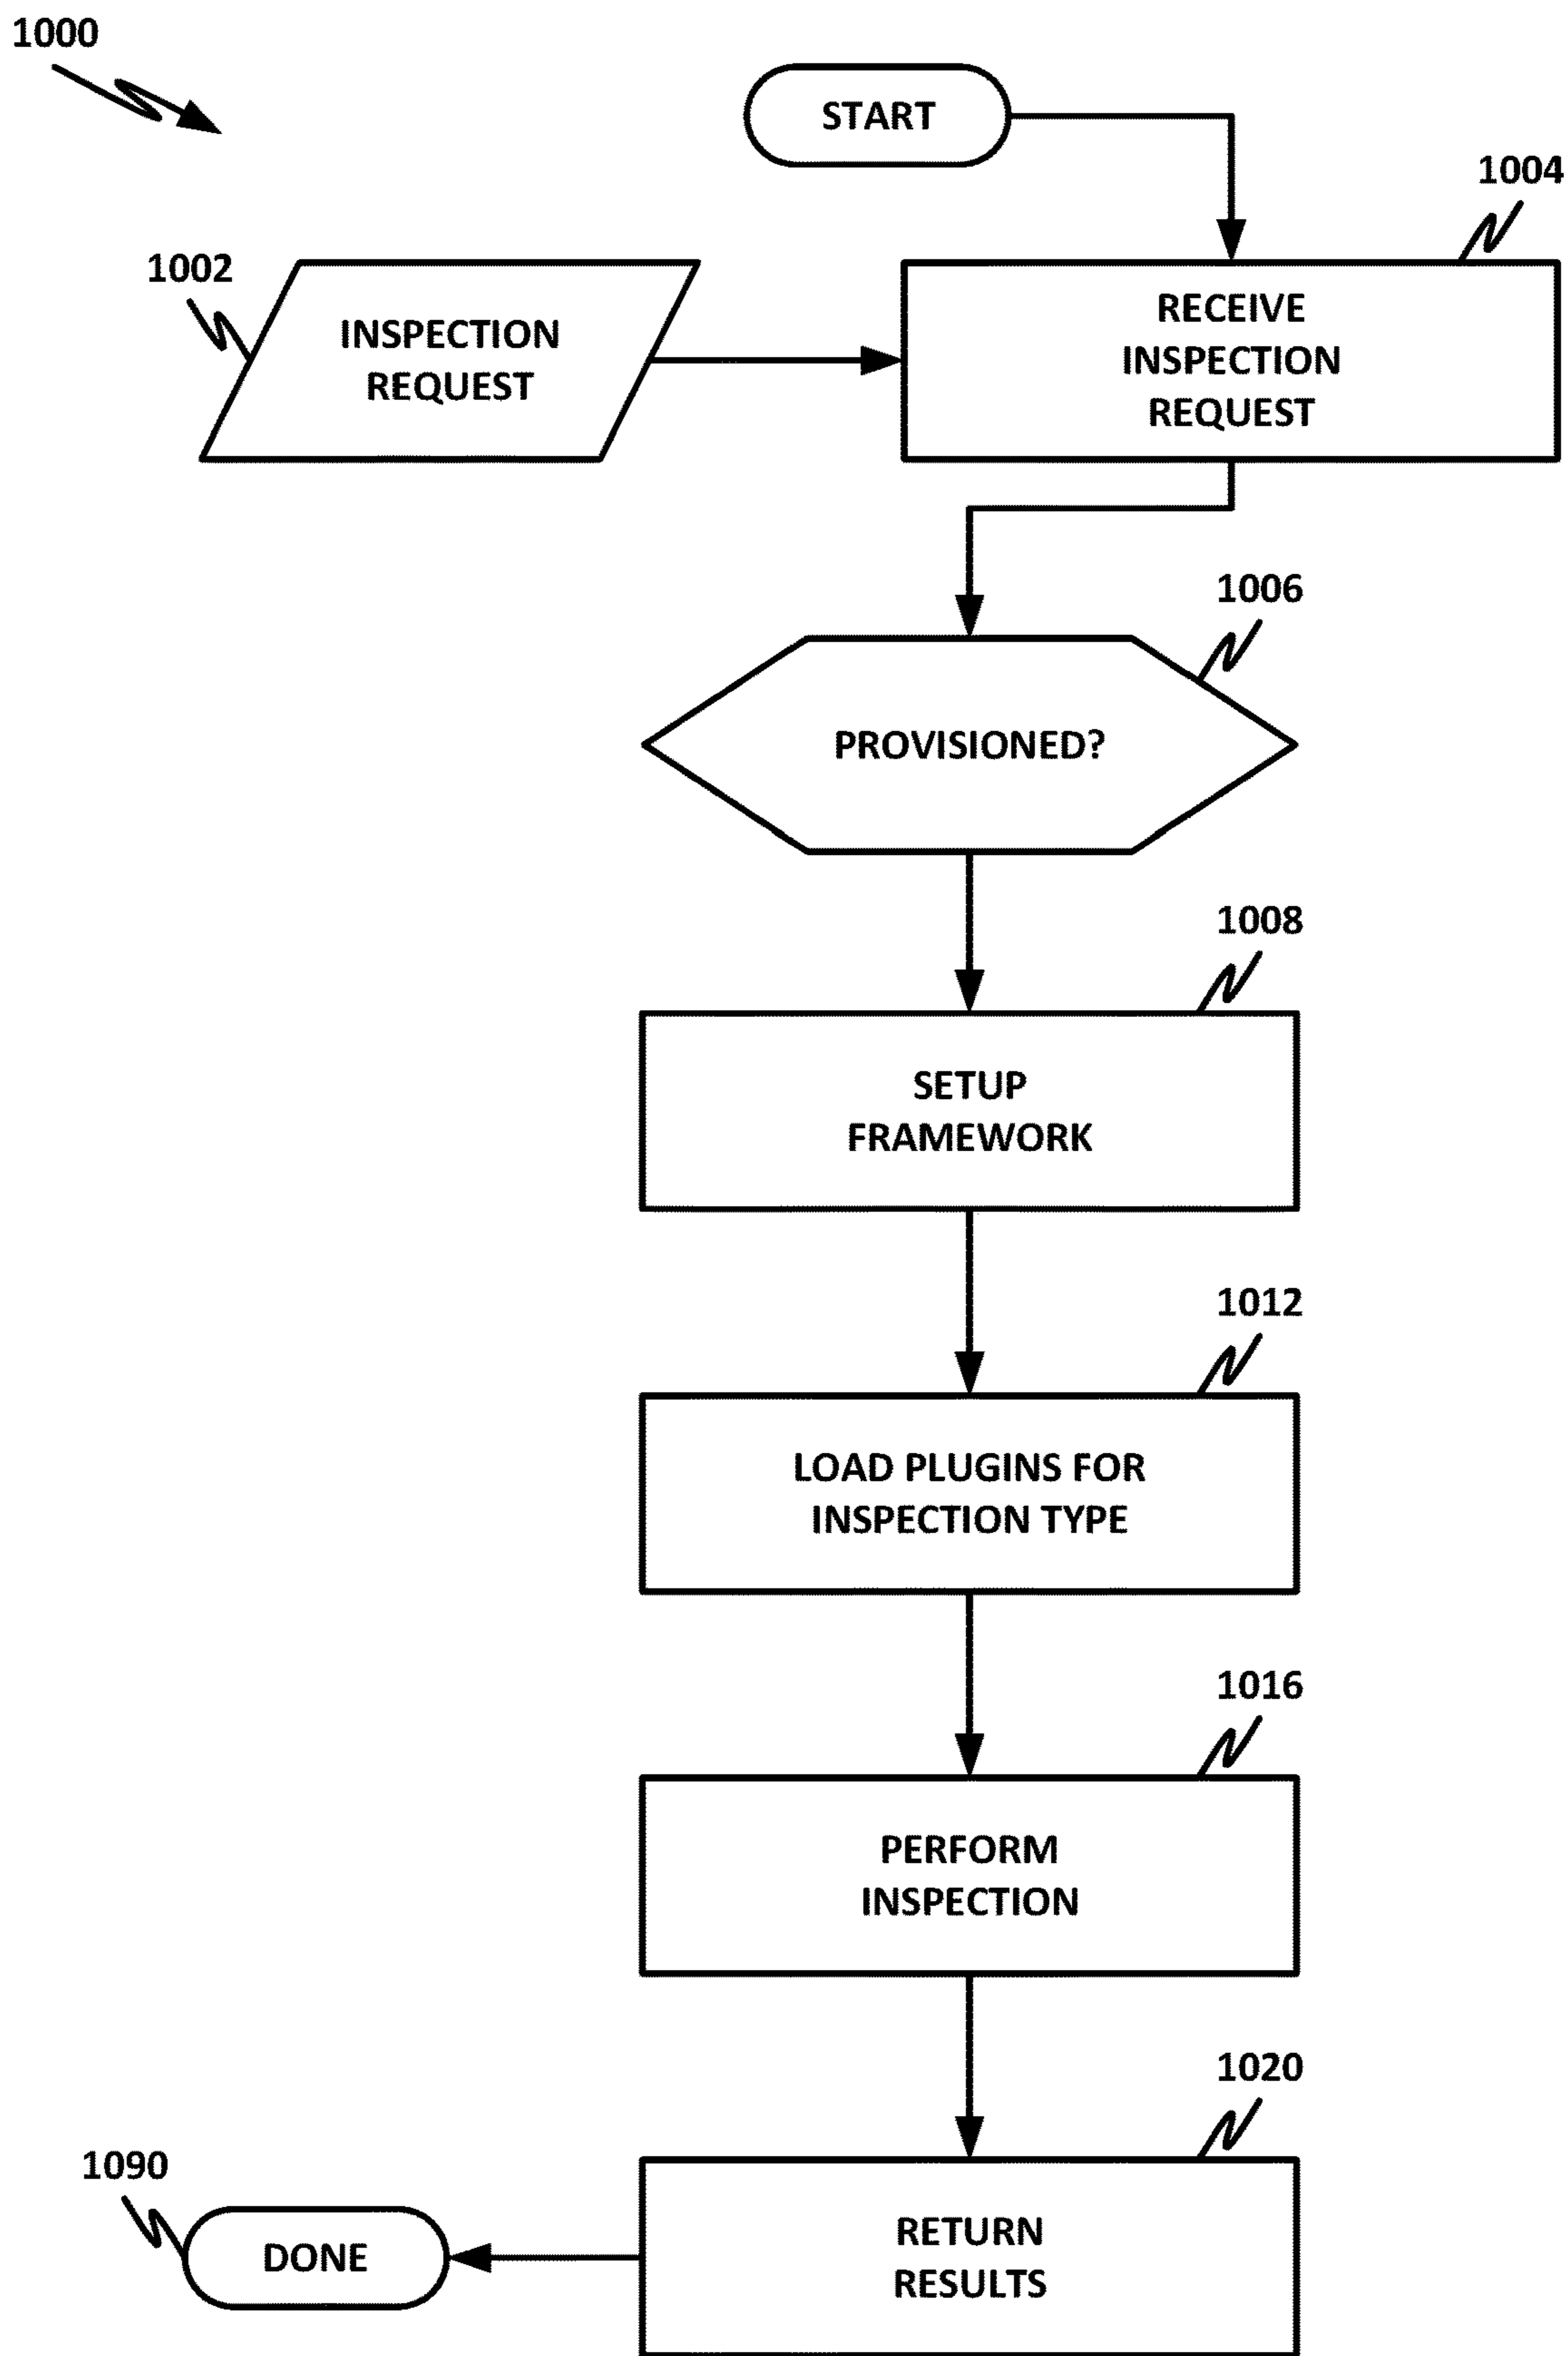 1000
START
1004
1002
INSPECTION
REQUEST
RECEIVE
INSPECTION
REQUEST
1006
PROVISIONED?
1008
SETUP
FRAMEWORK
1012
LOAD PLUGINS FOR
INSPECTION TYPE
1016
PERFORM
INSPECTION
1020
RETURN
RESULTS
1090
DONE